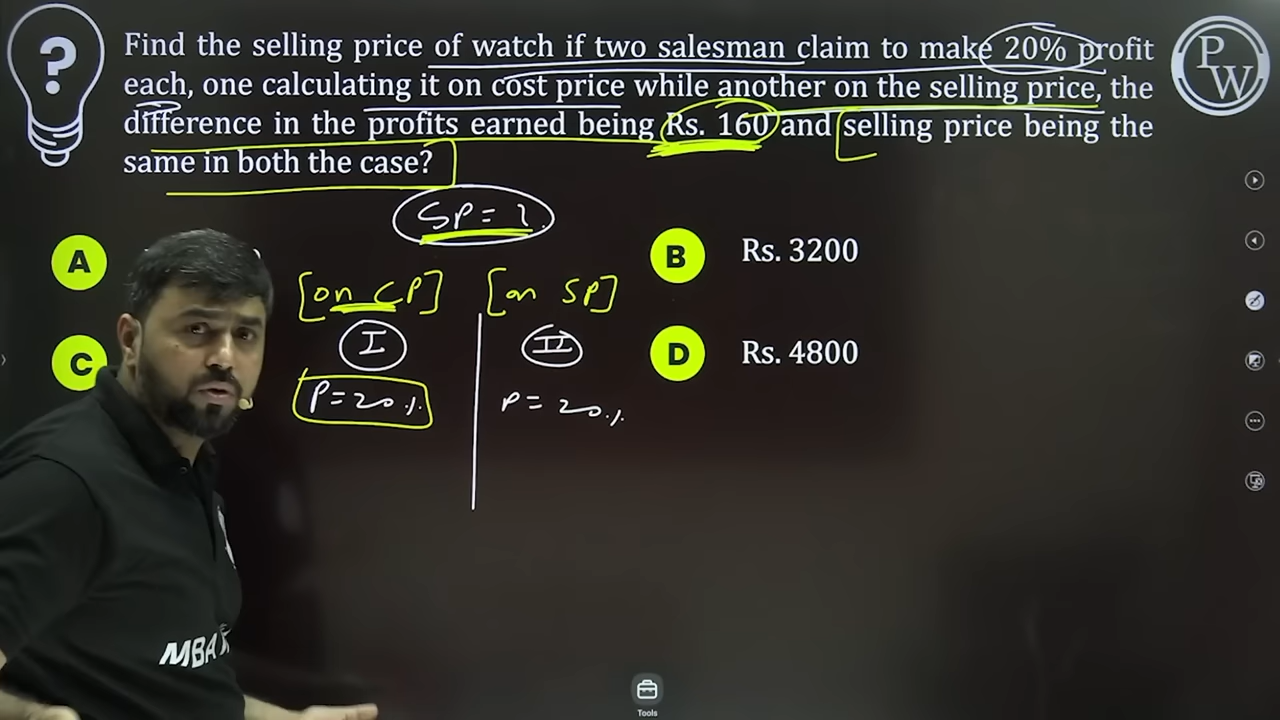 Find the selling price of watch if two salesman claim to make 20% profit
each, one calculating it on cost price while another on the selling price, the
difference in the profits earned being Rs. 160 and selling price being the
same in both the case?
PW
SP = ?
A
B Rs. 3200
[on CP] [on SP]
I II
C
D Rs. 4800
P = 20% P = 20%
MBA
Tools